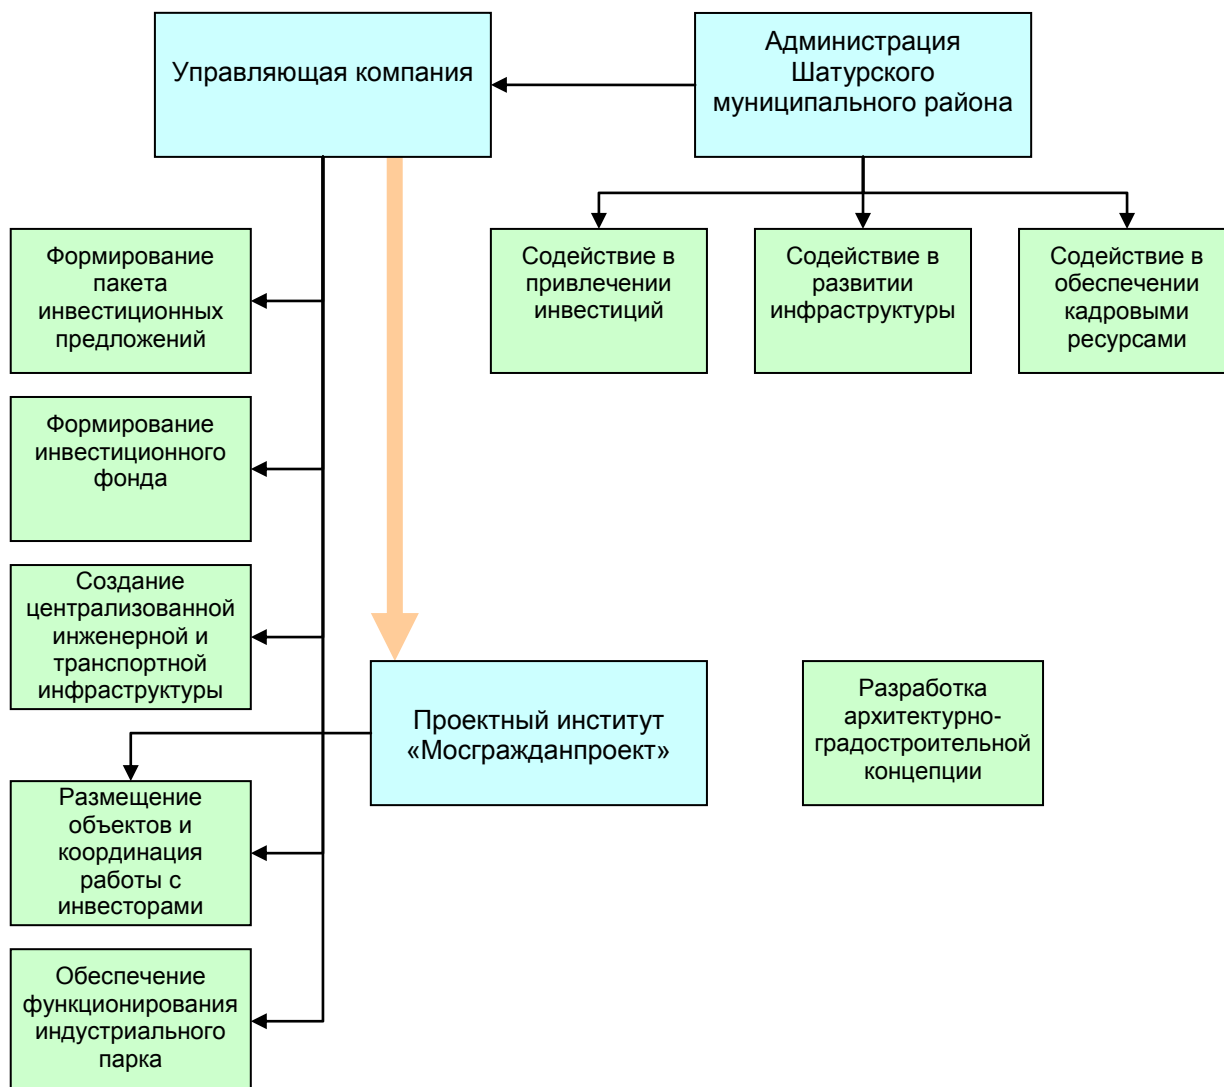 Управляющая компания
Администрация
Шатурского
муниципального района
Формирование
пакета
инвестиционных
предложений
Содействие в
привлечении
инвестиций
Содействие в
развитии
инфраструктуры
Содействие в
обеспечении
кадровыми
ресурсами
Формирование
инвестиционного
фонда
Создание
централизованной
инженерной и
транспортной
инфраструктуры
Проектный институт
«Мосгражданпроект»
Разработка
архитектурно-
градостроительной
концепции
Размещение
объектов и
координация
работы с
инвесторами
Обеспечение
функционирования
индустриального
парка